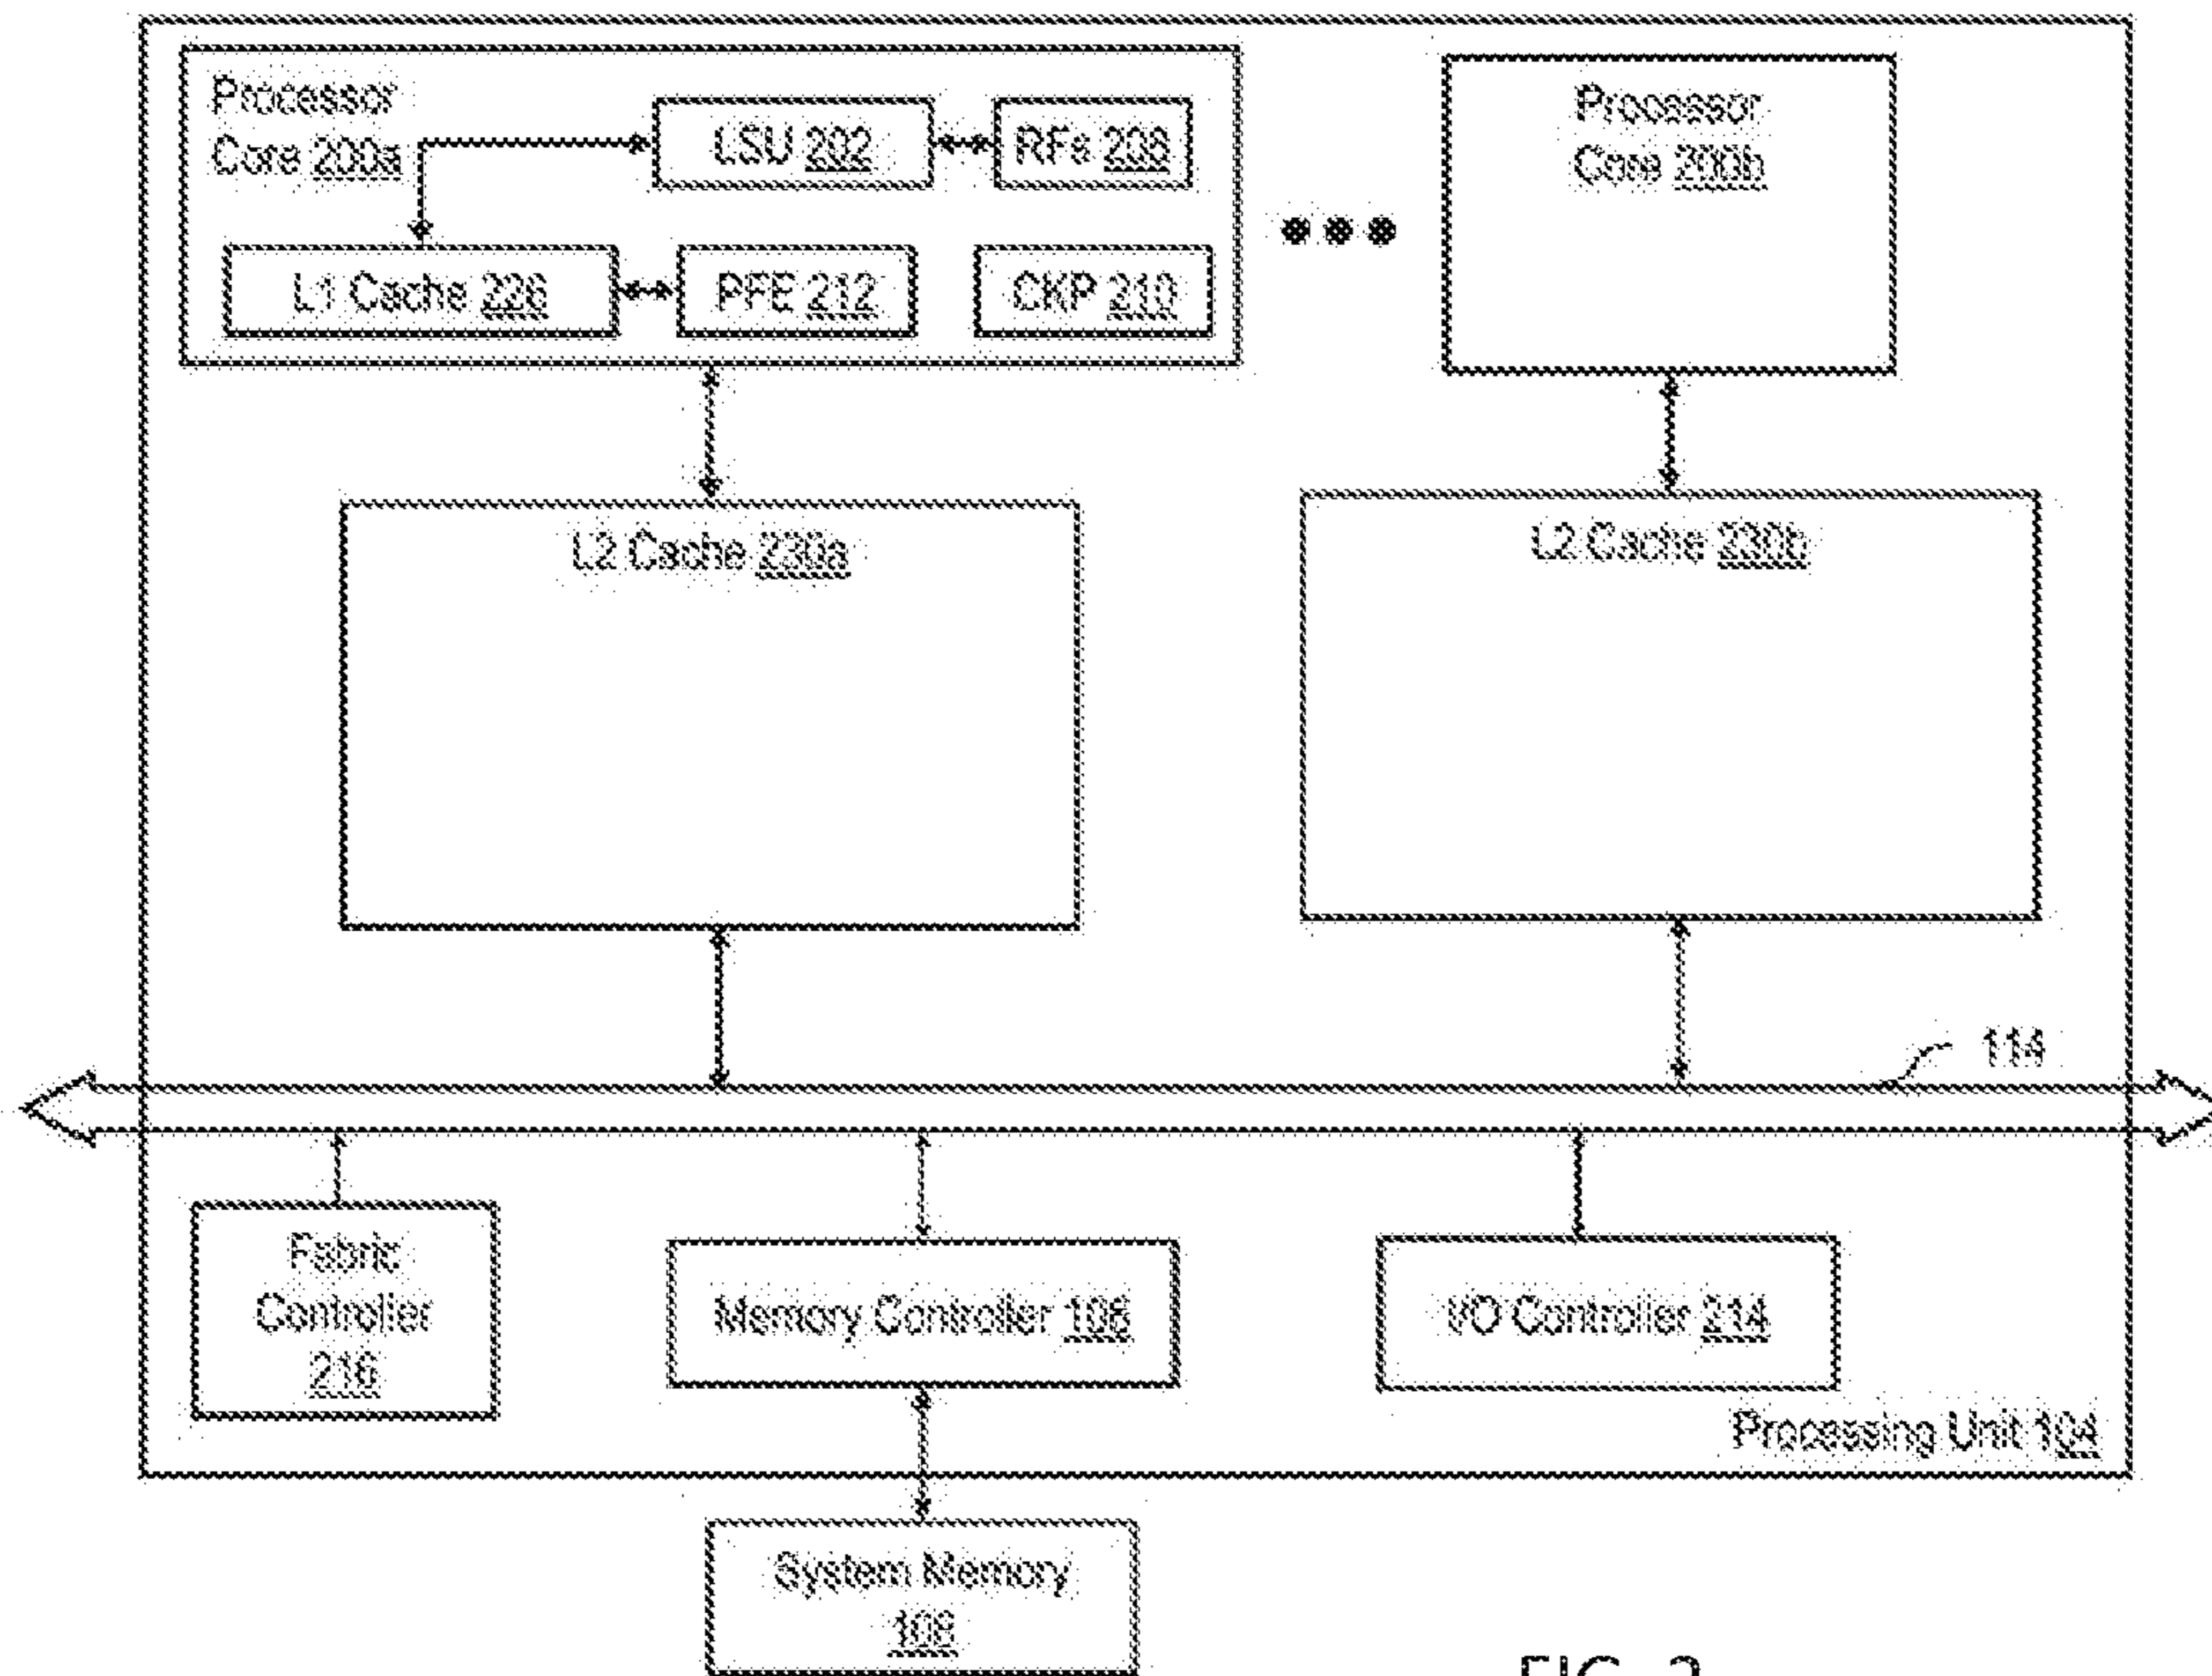 Processor
Core 200a
LSU 202
RFs 208
L1 Cache 226
PFE 212
CKP 210
Processor
Core 200b
L2 Cache 230a
L2 Cache 230b
114
Fabric
Controller
216
Memory Controller 106
I/O Controller 214
Processing Unit 104
System Memory
108